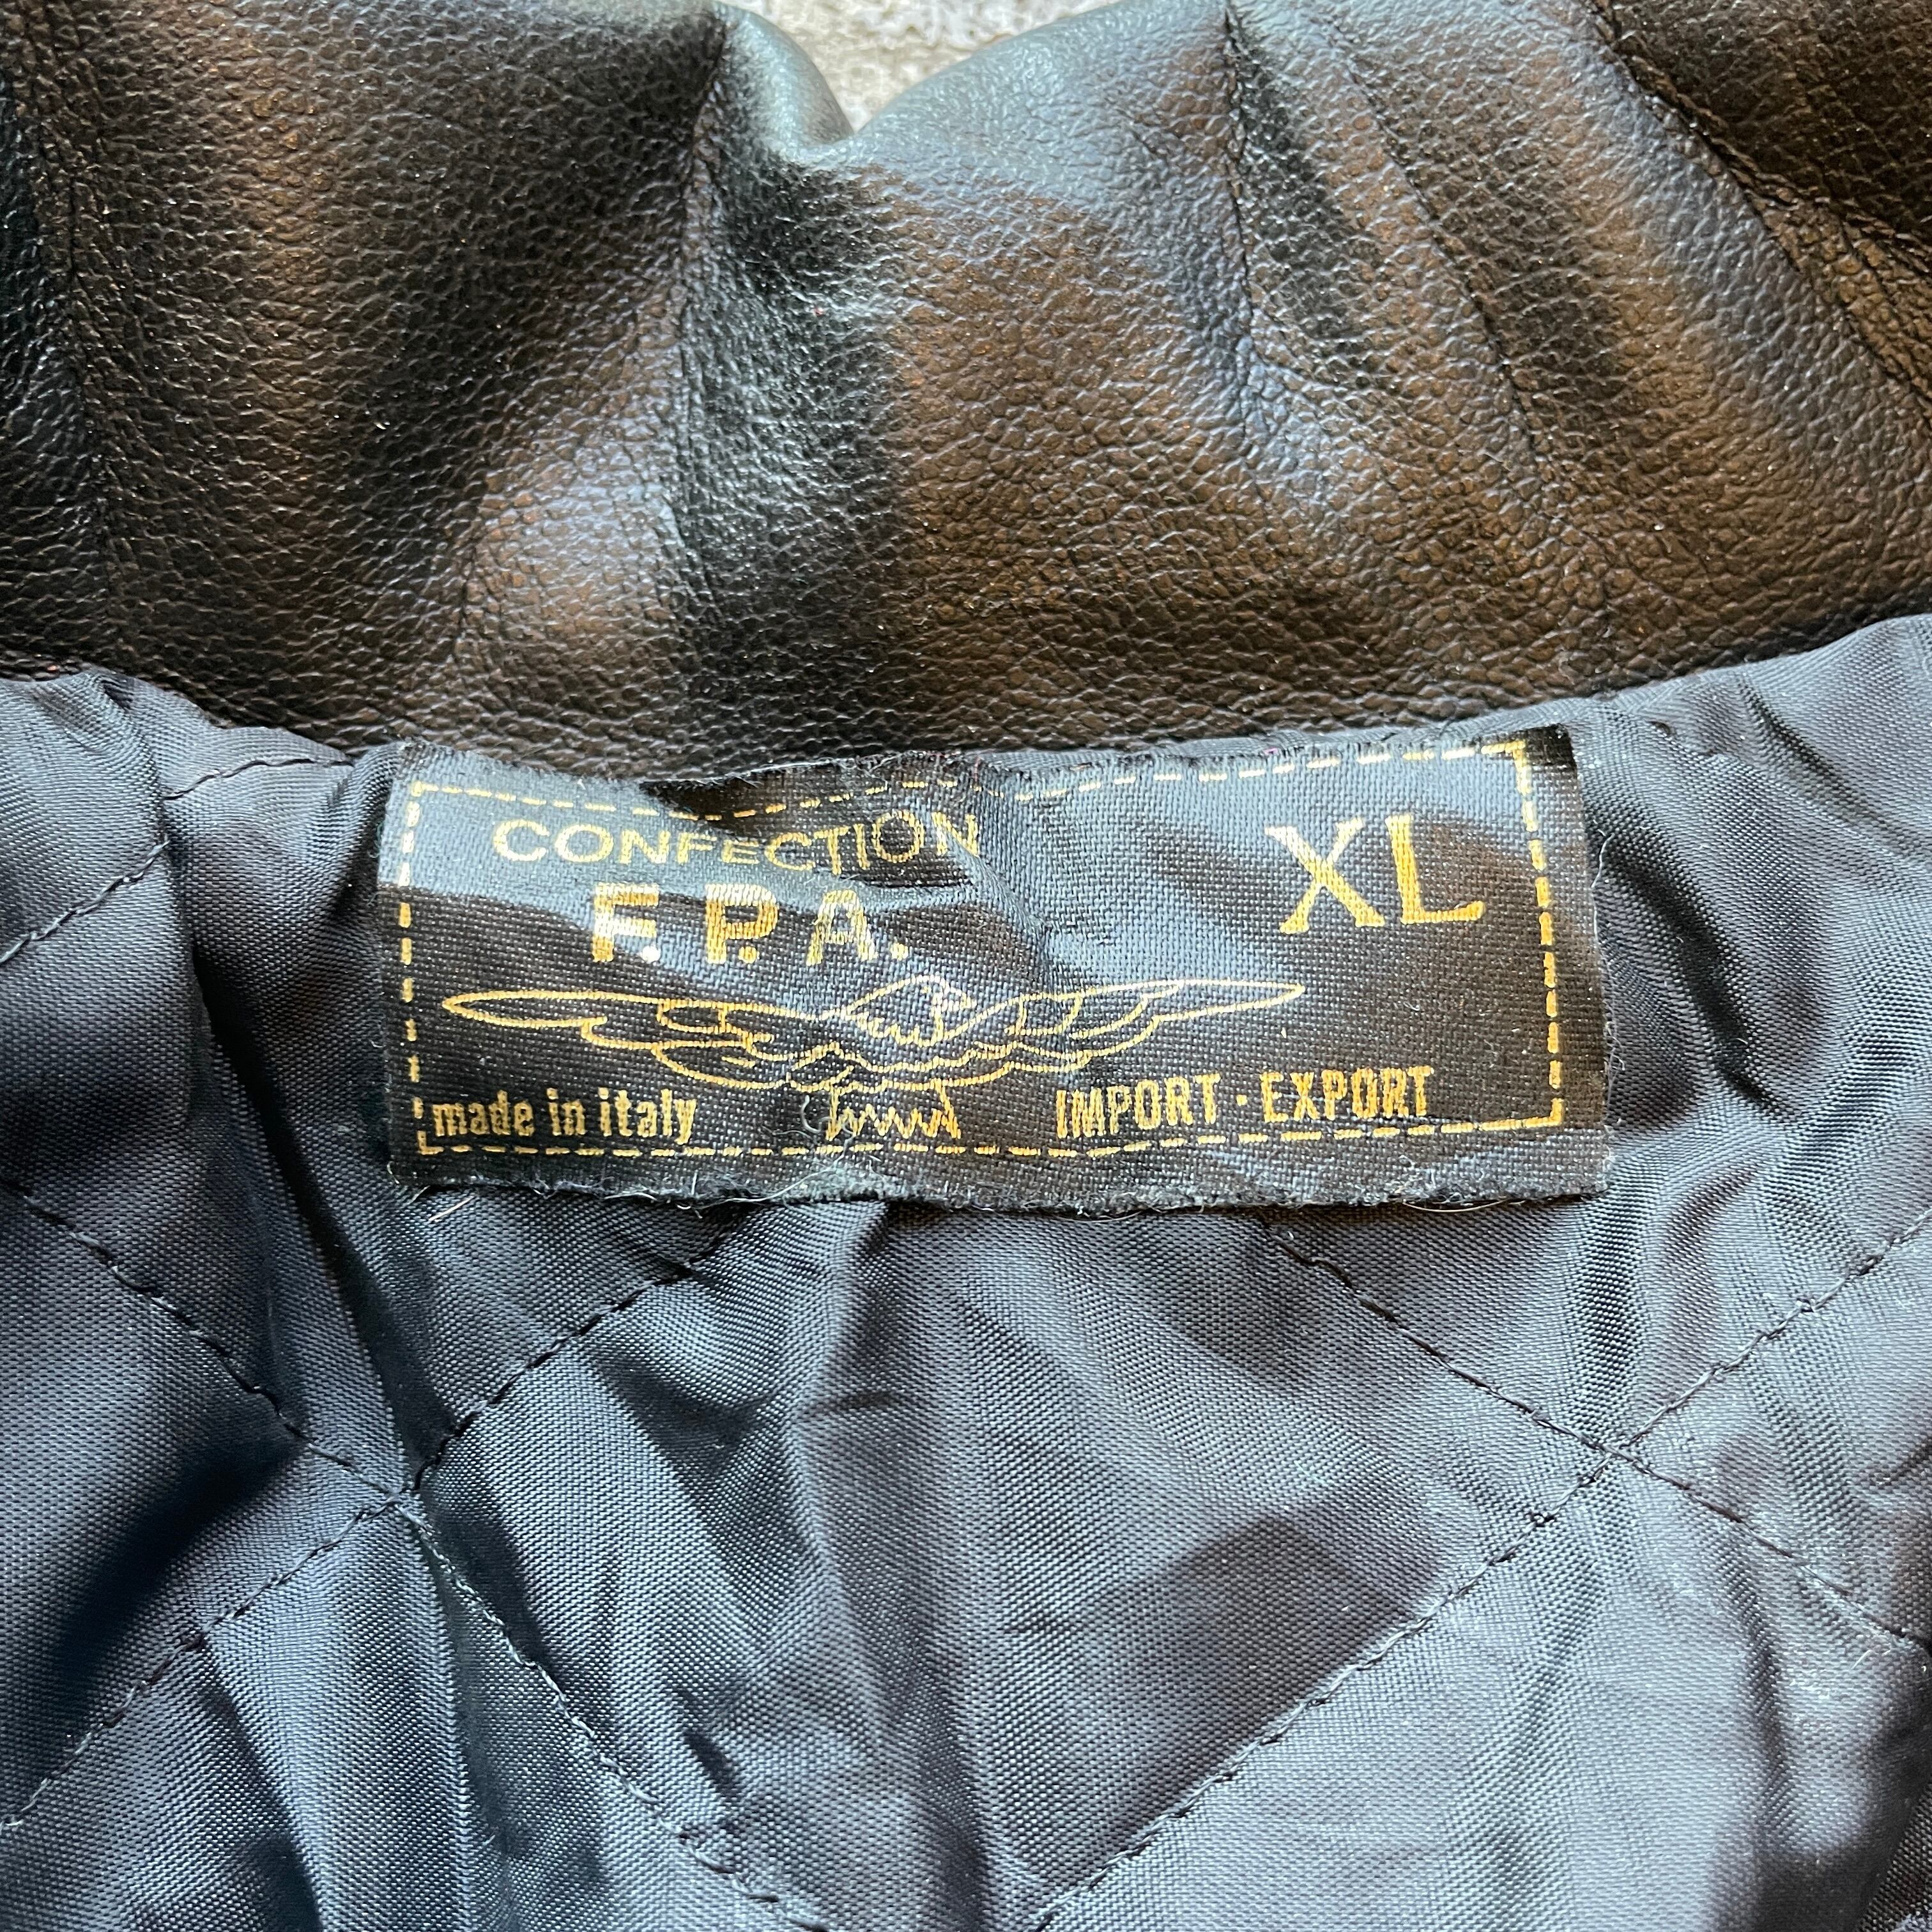 CONFECTION
F.P.A.
XL
made in italy
IMPORT · EXPORT